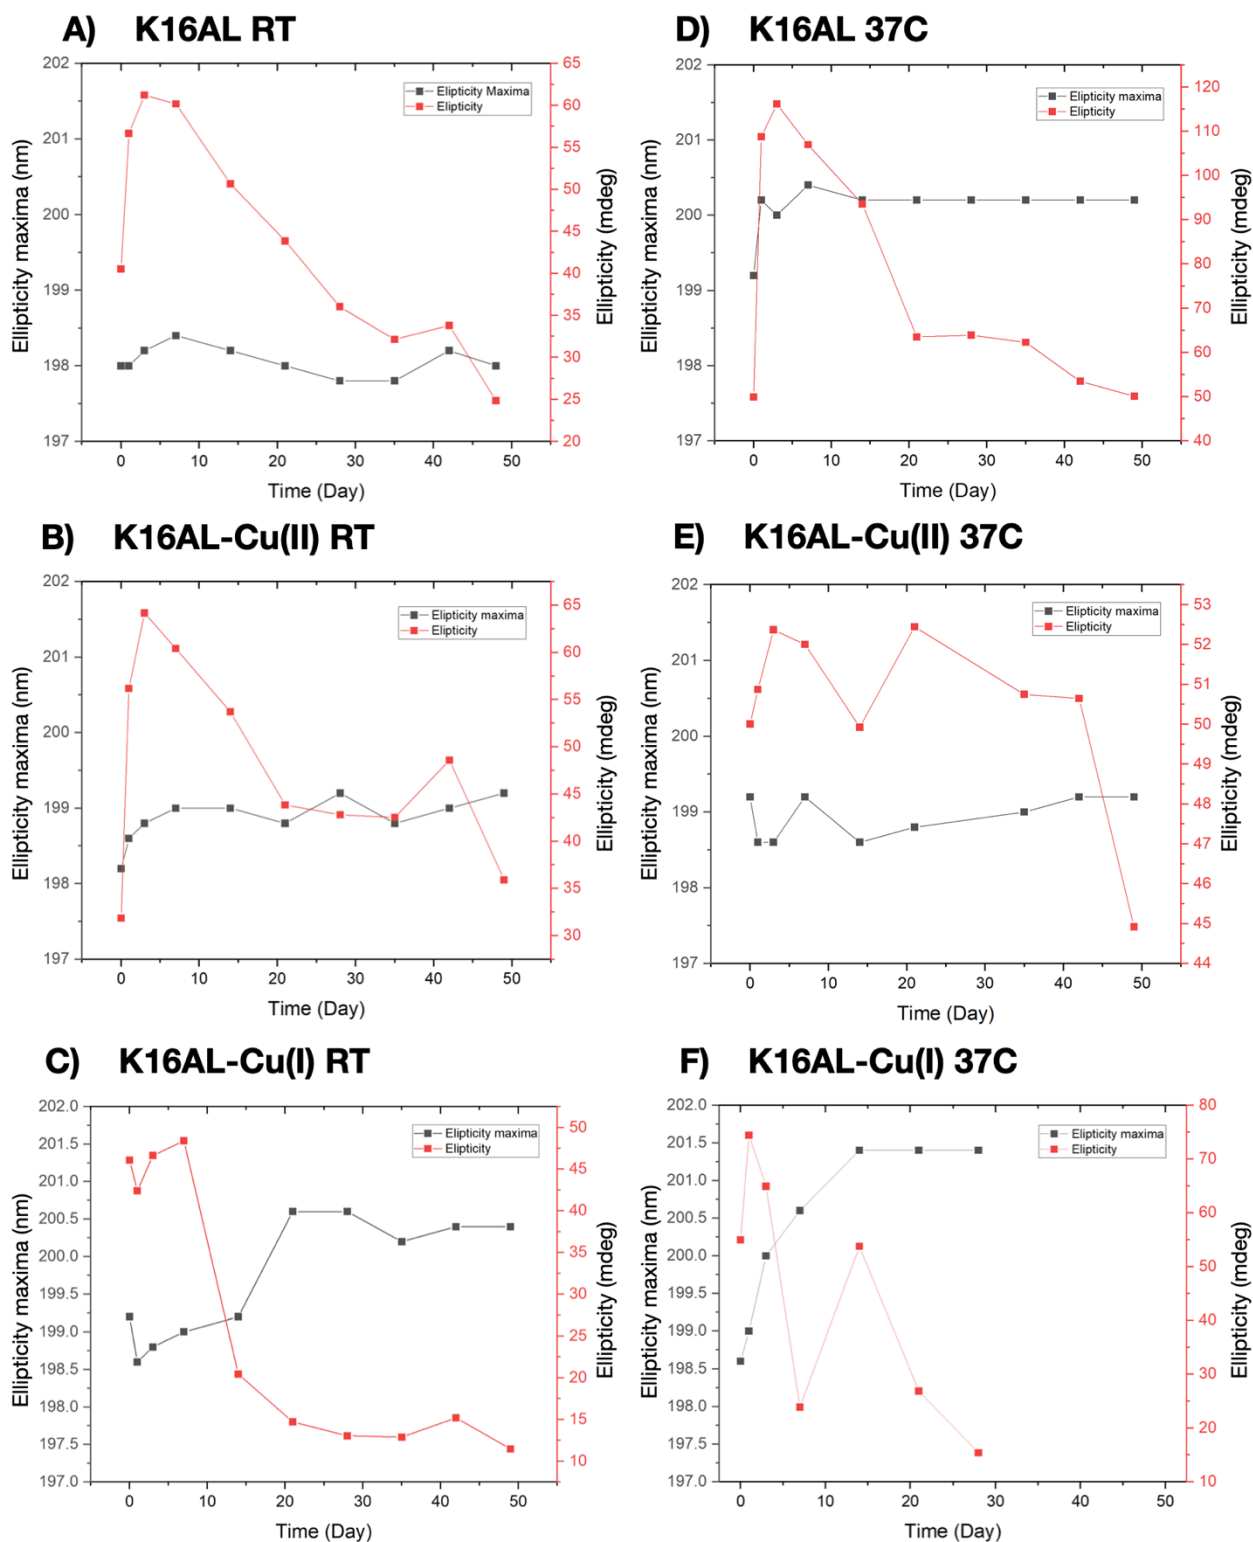 A) K16AL RT
202
201
200
199
198
197
Ellipticity maxima (nm)
Elipticity Maxima
Elipticity
65
60
55
50
45
40
35
30
25
20
Ellipticity (mdeg)
0 10 20 30 40 50
Time (Day)
D) K16AL 37C
202
201
200
199
198
197
Ellipticity maxima (nm)
Elipticity maxima
Elipticity
120
110
100
90
80
70
60
50
40
Ellipticity (mdeg)
0 10 20 30 40 50
Time (Day)
B) K16AL-Cu(II) RT
202
201
200
199
198
197
Ellipticity maxima (nm)
Elipticity maxima
Elipticity
65
60
55
50
45
40
35
30
Ellipticity (mdeg)
0 10 20 30 40 50
Time (Day)
E) K16AL-Cu(II) 37C
202
201
200
199
198
197
Ellipticity maxima (nm)
Elipticity maxima
Elipticity
53
52
51
50
49
48
47
46
45
44
Ellipticity (mdeg)
0 10 20 30 40 50
Time (Day)
C) K16AL-Cu(I) RT
202.0
201.5
201.0
200.5
200.0
199.5
199.0
198.5
198.0
197.5
197.0
Ellipticity maxima (nm)
Elipticity maxima
Elipticity
50
45
40
35
30
25
20
15
10
Ellipticity (mdeg)
0 10 20 30 40 50
Time (Day)
F) K16AL-Cu(I) 37C
202.0
201.5
201.0
200.5
200.0
199.5
199.0
198.5
198.0
197.5
197.0
Ellipticity maxima (nm)
Elipticity maxima
Elipticity
80
70
60
50
40
30
20
10
Ellipticity (mdeg)
0 10 20 30 40 50
Time (Day)